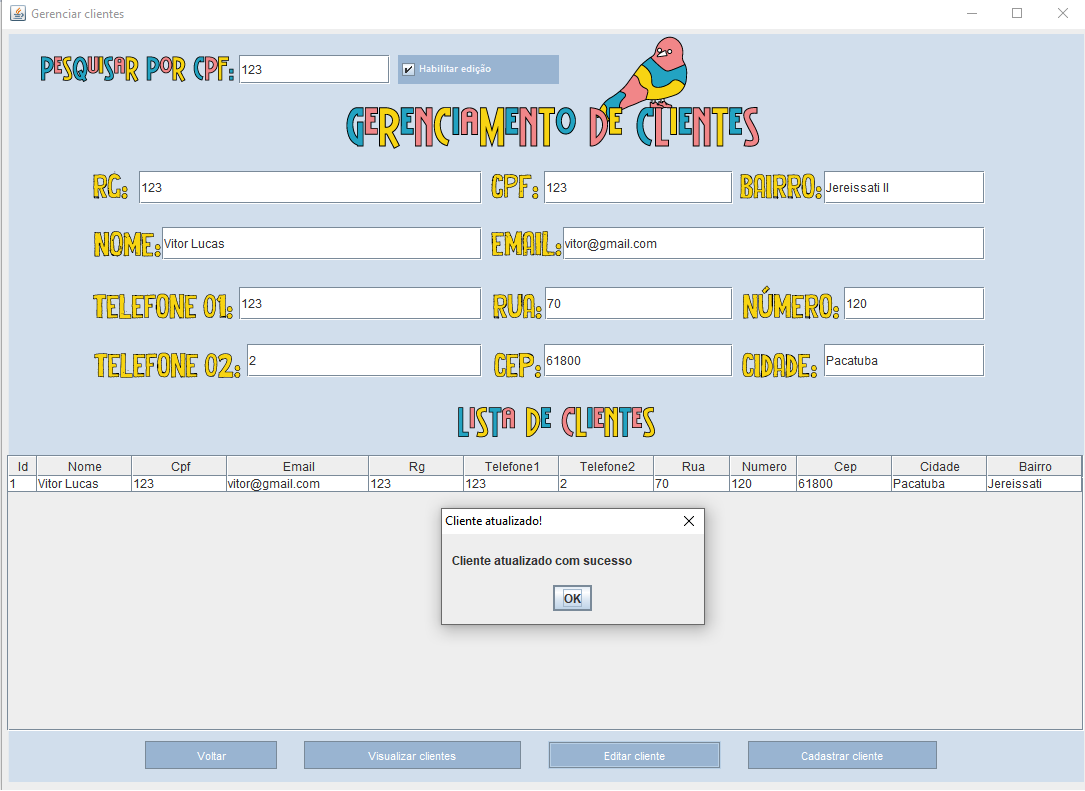 Gerenciar clientes
PESQUISAR POR CPF: 123 Habilitar edição
GERENCIAMENTO DE CLIENTES
RG: 123 CPF: 123 BAIRRO: Jereissati II
NOME: Vitor Lucas EMAIL: vitor@gmail.com
TELEFONE 01: 123 RUA: 70 NÚMERO: 120
TELEFONE 02: 2 CEP: 61800 CIDADE: Pacatuba
LISTA DE CLIENTES
Id Nome Cpf Email Rg Telefone1 Telefone2 Rua Numero Cep Cidade Bairro
1 Vitor Lucas 123 vitor@gmail.com 123 123 2 70 120 61800 Pacatuba Jereissati
Cliente atualizado!
Cliente atualizado com sucesso
OK
Voltar Visualizar clientes Editar cliente Cadastrar cliente